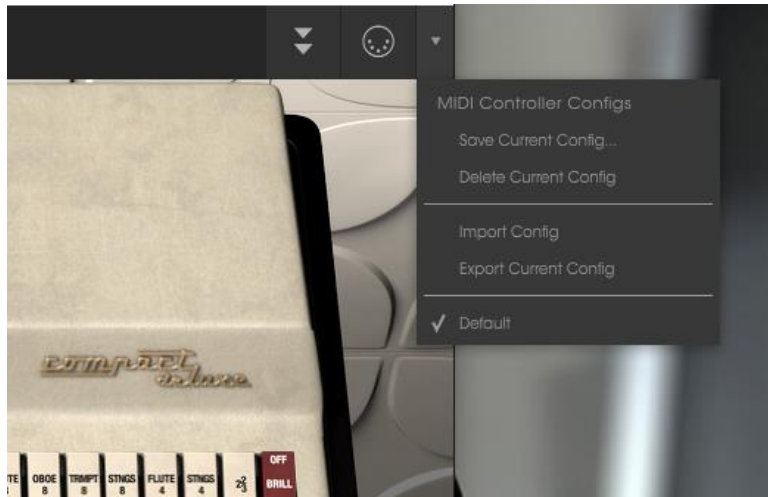 MIDI Controller Configs
Save Current Config...
Delete Current Config
Import Config
Export Current Config
✓ Default
compact
deluxe
OFF
TE OBOE TRMPT STNGS FLUTE STNGS 2⅔ BRILL
8 8 8 4 4